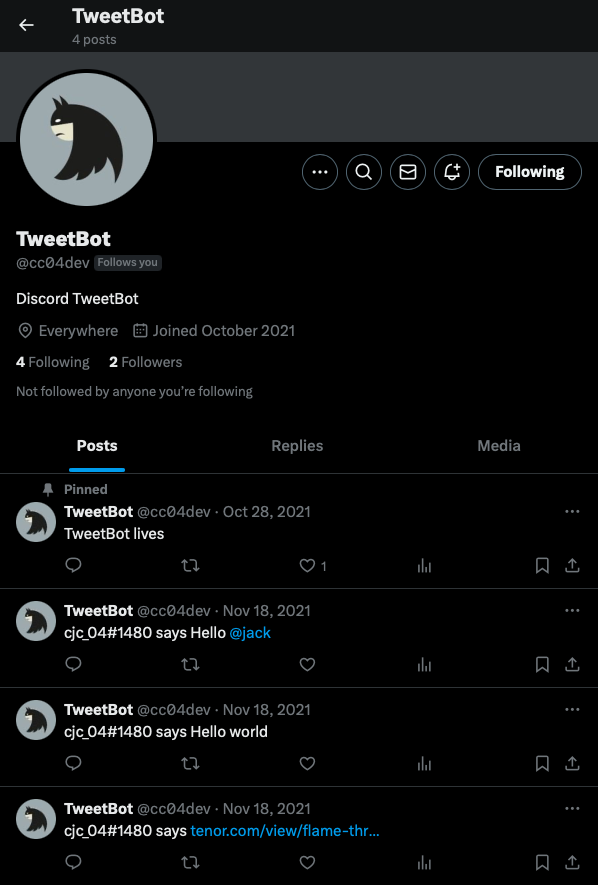 TweetBot
4 posts
Following
TweetBot
@cc04dev Follows you
Discord TweetBot
Everywhere Joined October 2021
4 Following 2 Followers
Not followed by anyone you're following
Posts Replies Media
Pinned
TweetBot @cc04dev · Oct 28, 2021
TweetBot lives
1
TweetBot @cc04dev · Nov 18, 2021
cjc_04#1480 says Hello @jack
TweetBot @cc04dev · Nov 18, 2021
cjc_04#1480 says Hello world
TweetBot @cc04dev · Nov 18, 2021
cjc_04#1480 says tenor.com/view/flame-thr...